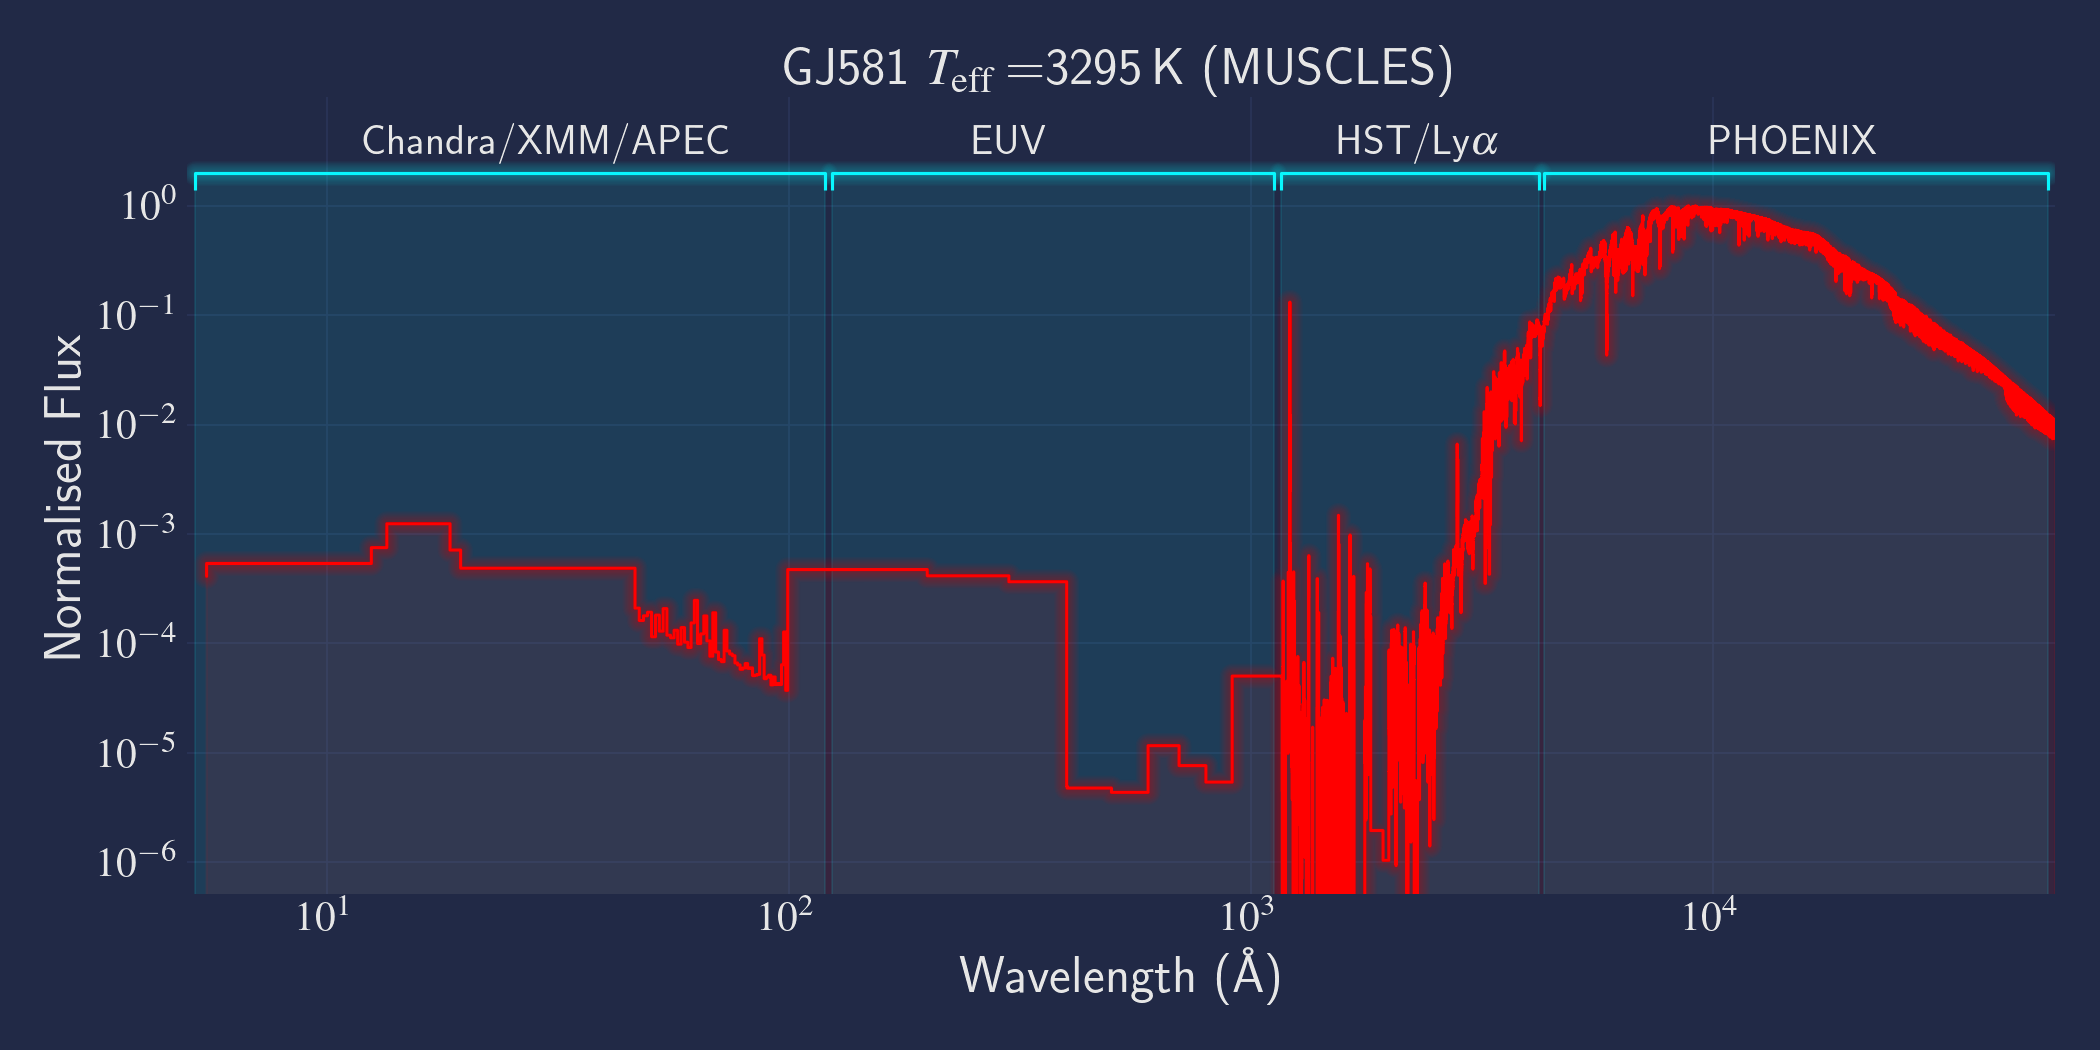 GJ581 T_eff =3295 K (MUSCLES)
Chandra/XMM/APEC EUV HST/Lyα PHOENIX
10^0
10^−1
10^−2
10^−3
10^−4
10^−5
10^−6
Normalised Flux
10^1 10^2 10^3 10^4
Wavelength (Å)